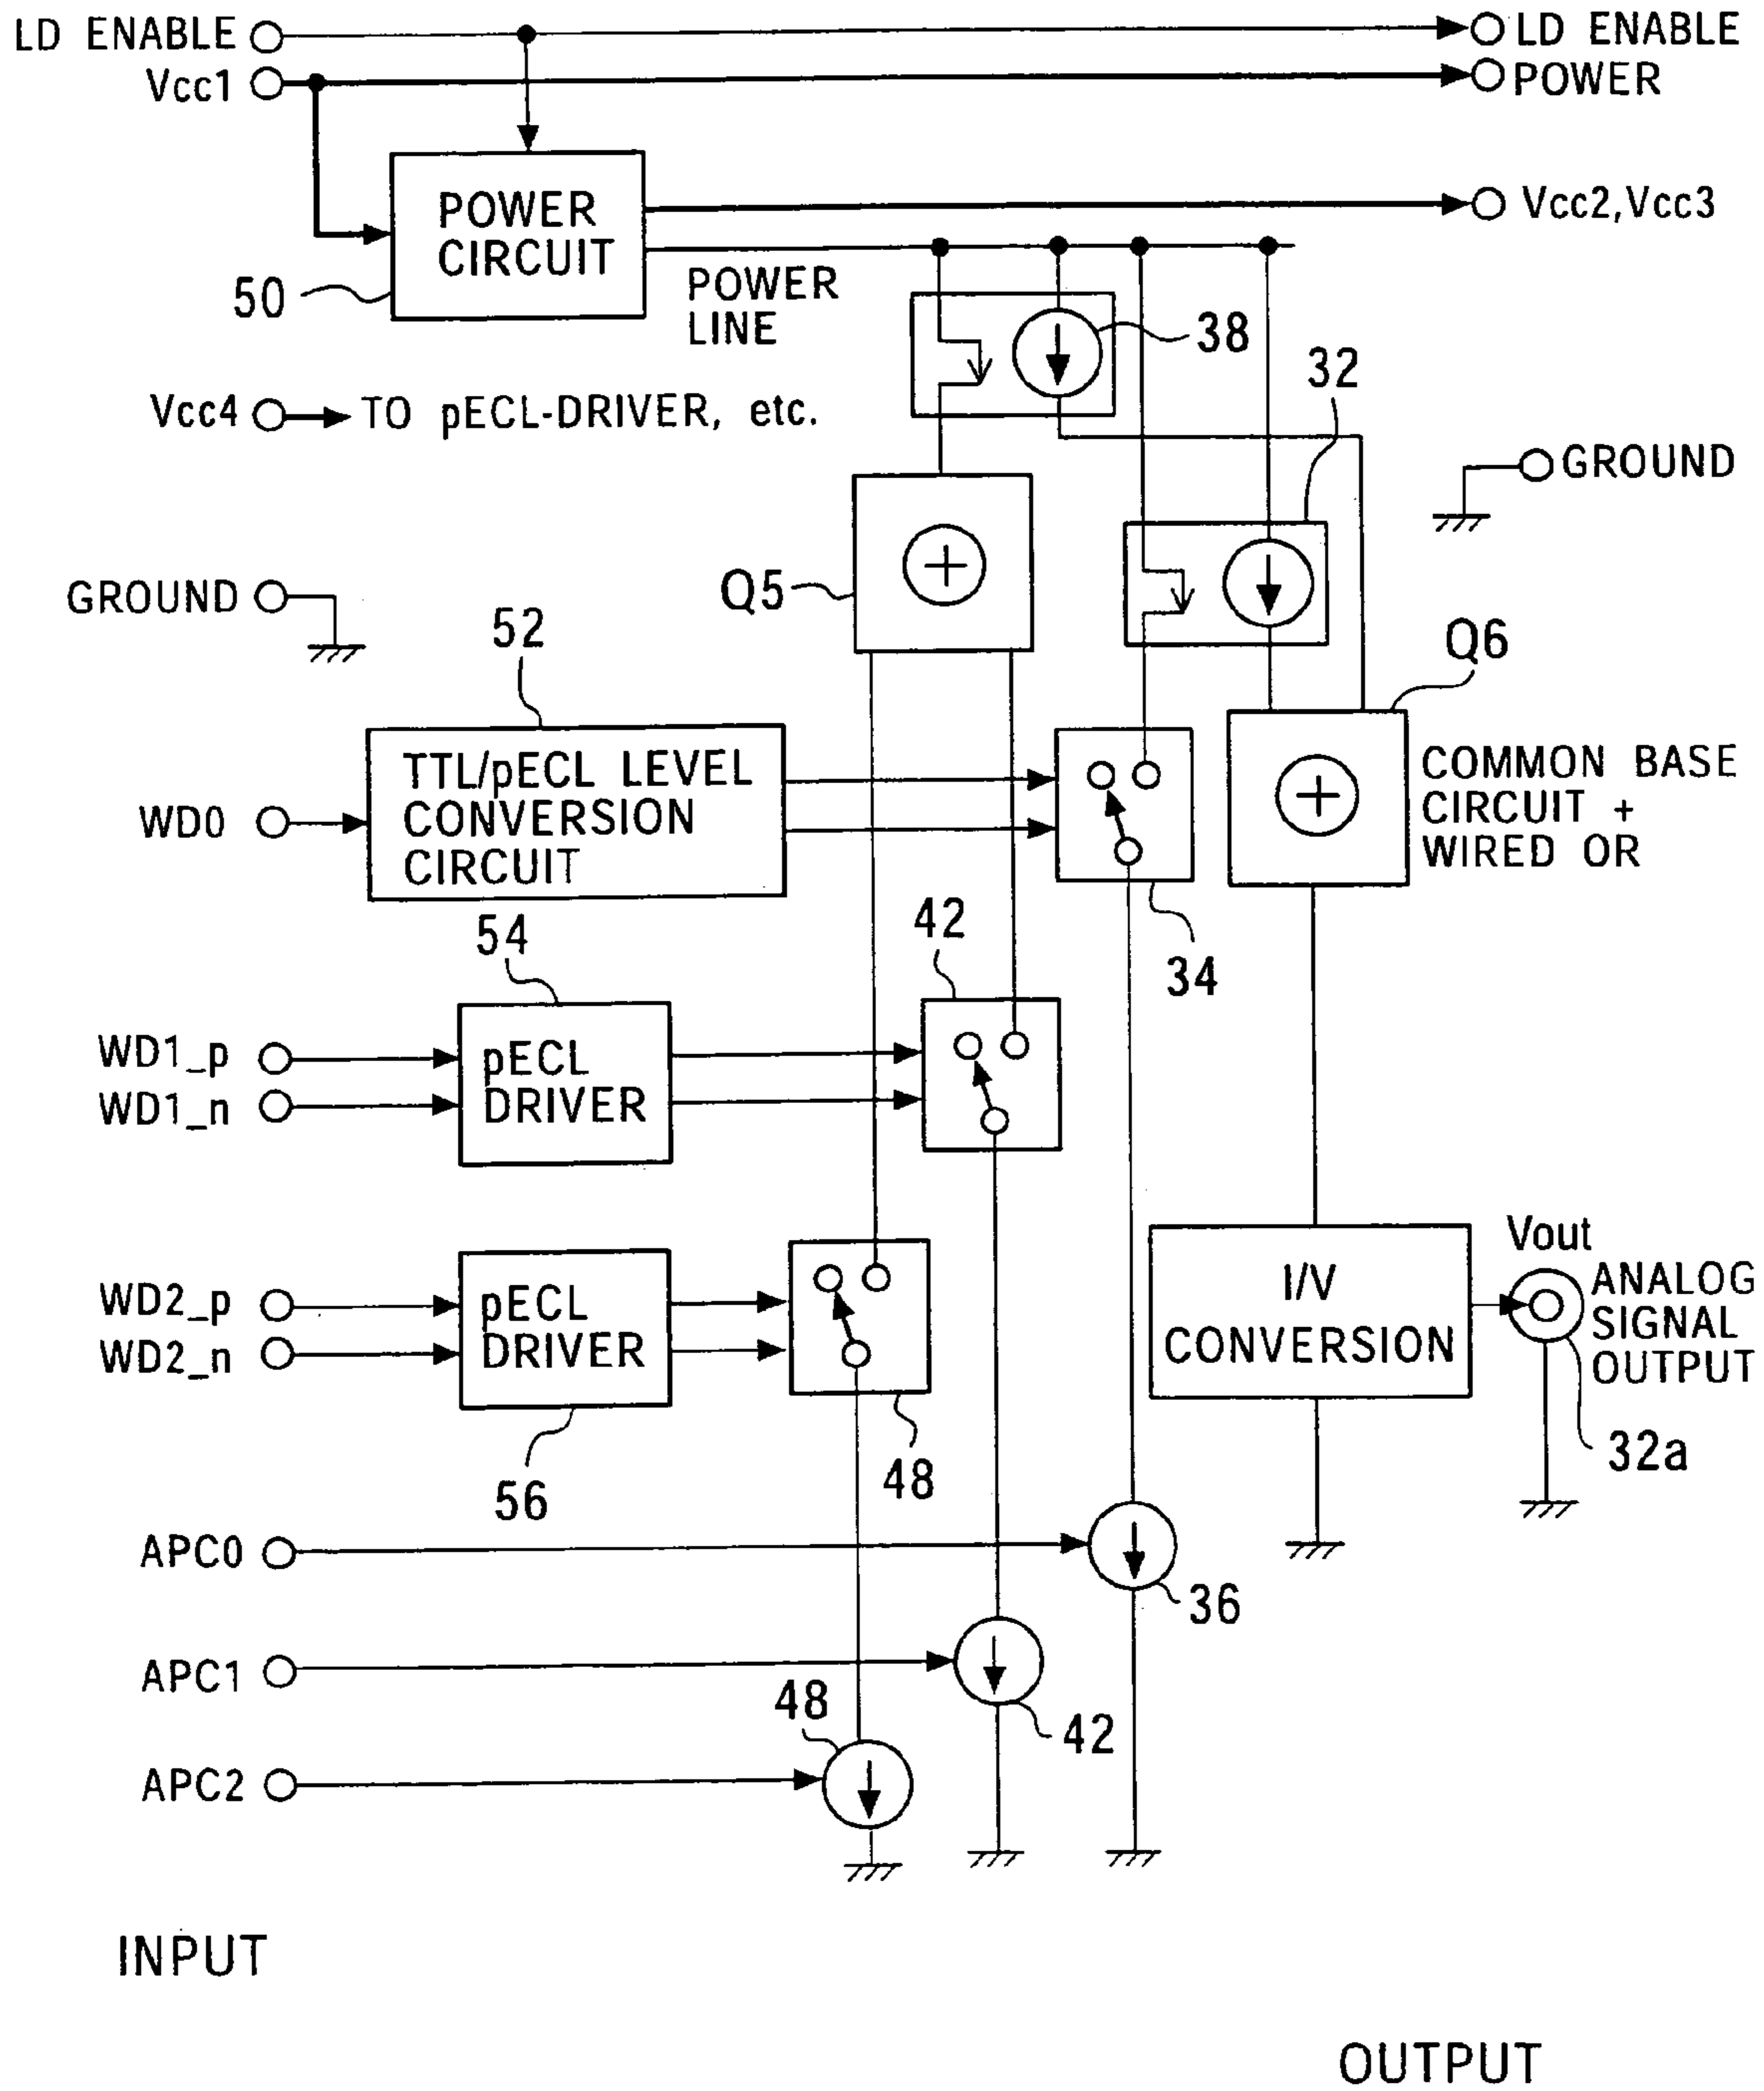 LD ENABLE
LD ENABLE
Vcc1
POWER
POWER
CIRCUIT
Vcc2,Vcc3
50
POWER
LINE
38
32
Vcc4
TO pECL-DRIVER, etc.
GROUND
GROUND
Q5
52
Q6
TTL/pECL LEVEL
CONVERSION
CIRCUIT
COMMON BASE
CIRCUIT +
WIRED OR
WD0
54
42
34
WD1_p
WD1_n
pECL
DRIVER
Vout
ANALOG
SIGNAL
OUTPUT
I/V
CONVERSION
WD2_p
WD2_n
pECL
DRIVER
32a
48
56
APC0
36
APC1
48
42
APC2
INPUT
OUTPUT